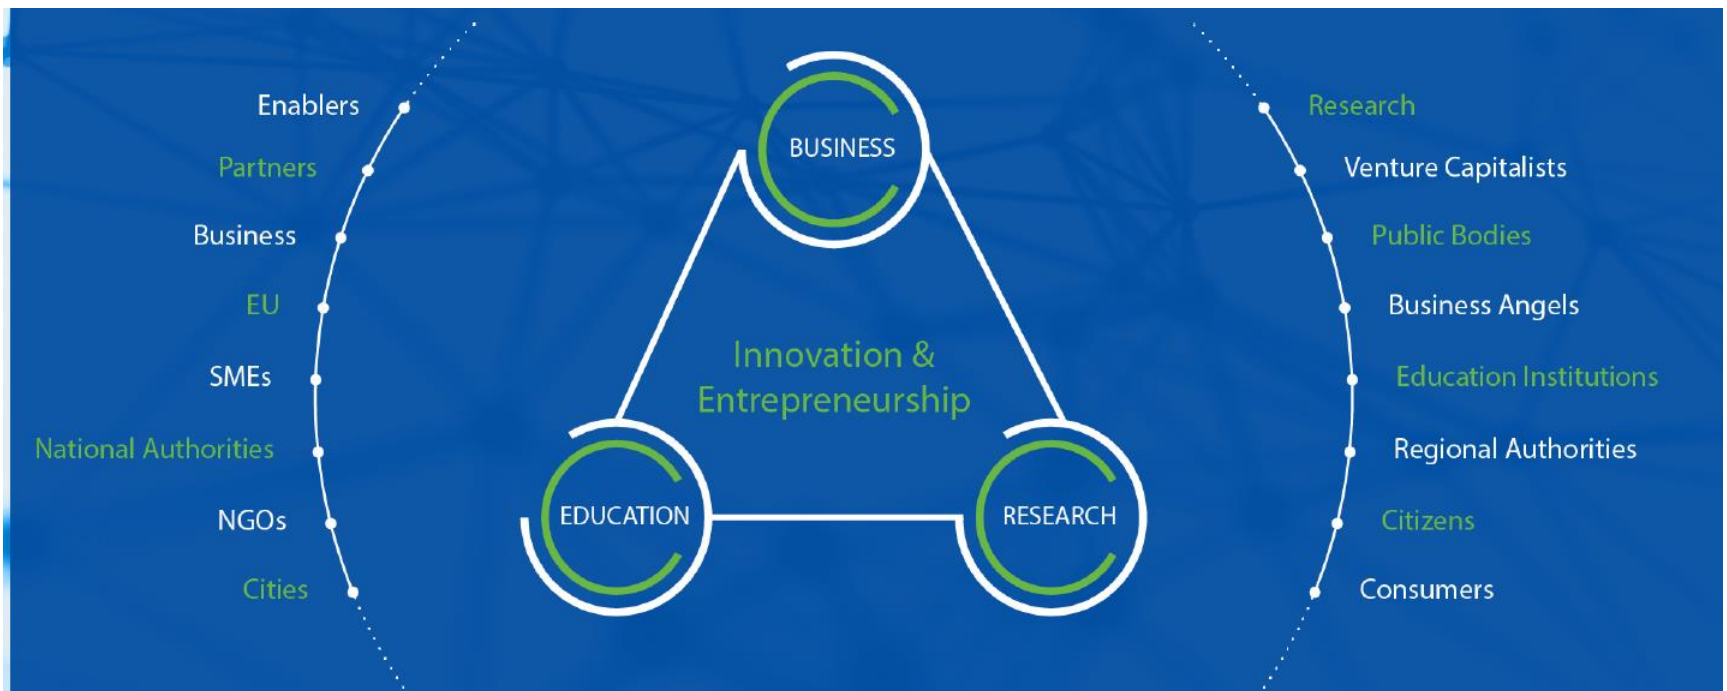 Enablers
Partners
Business
EU
SMEs
National Authorities
NGOs
Cities
BUSINESS
Innovation &
Entrepreneurship
EDUCATION
RESEARCH
Research
Venture Capitalists
Public Bodies
Business Angels
Education Institutions
Regional Authorities
Citizens
Consumers